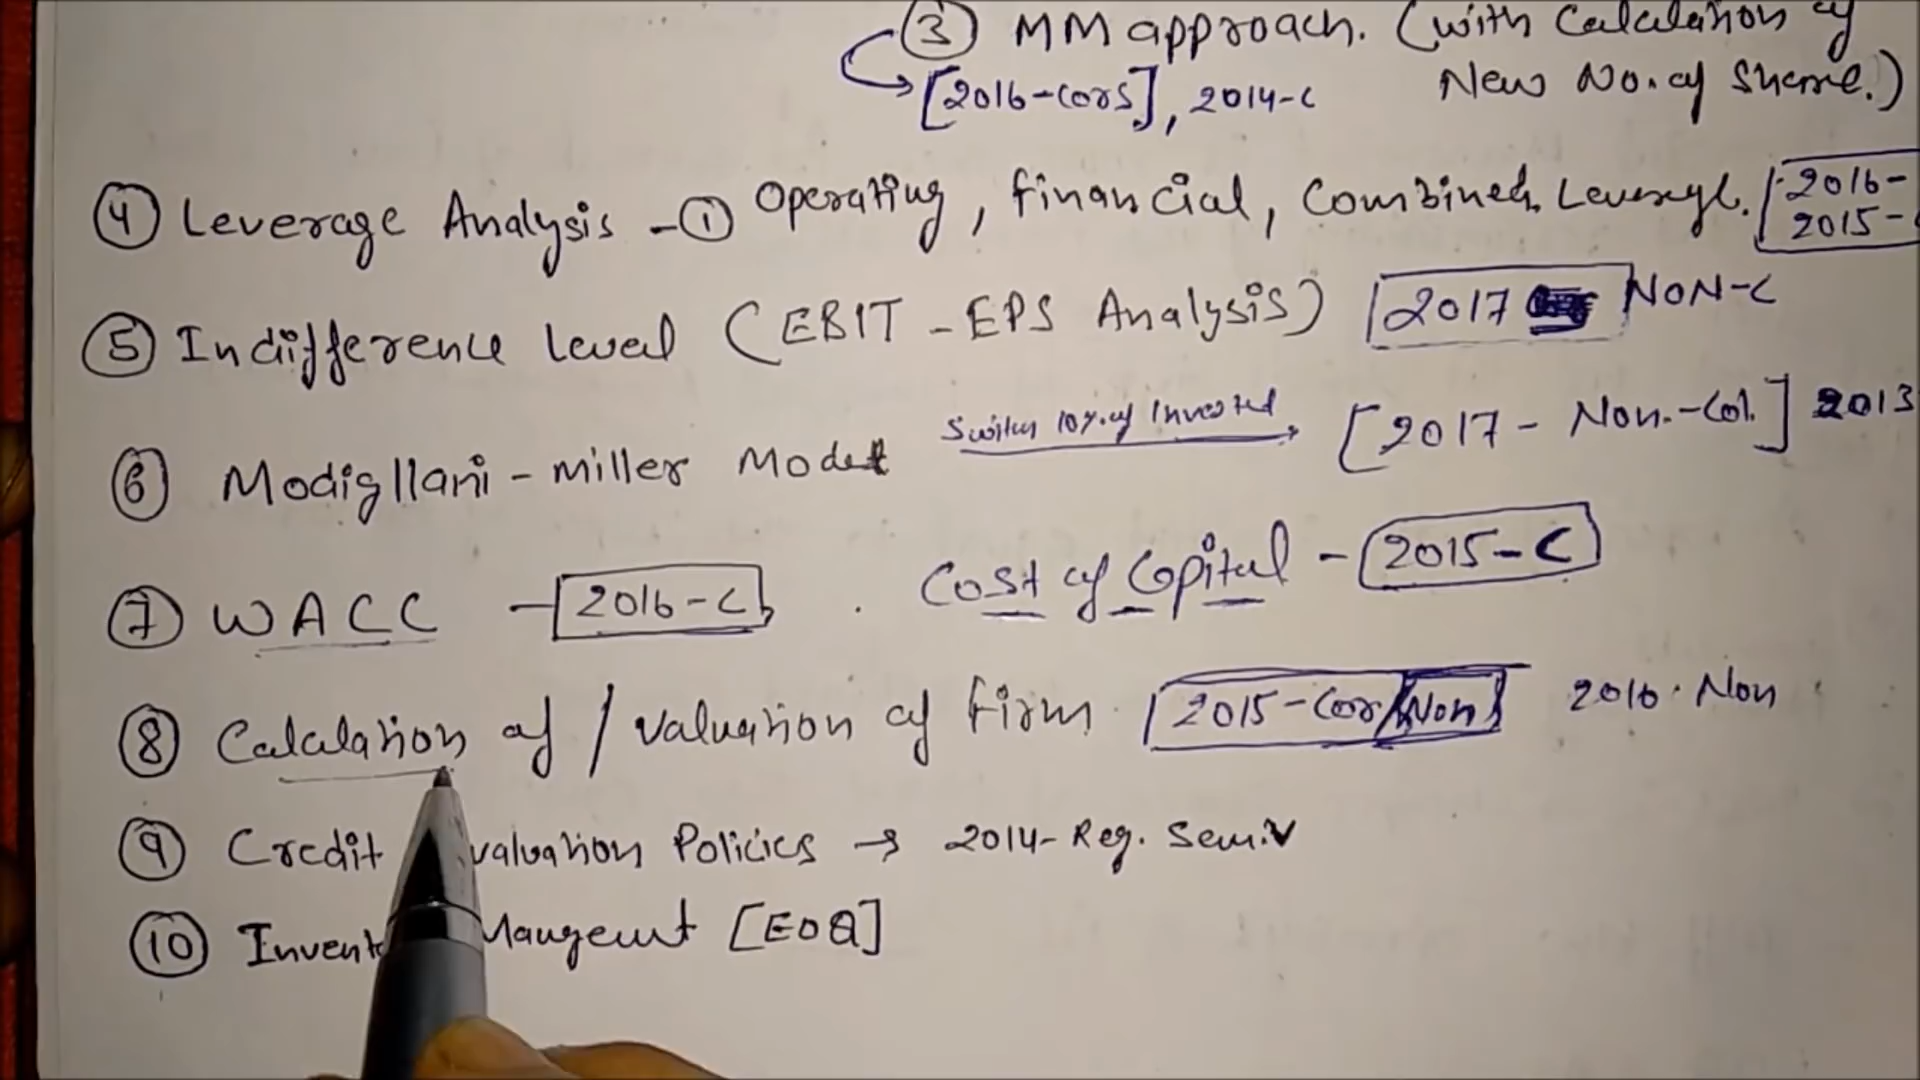 ③ MM approach. (with Calculation of
New No. of Share.)
[2016-Cors], 2014-C
④ Leverage Analysis - ① Operating, financial, Combined Leverage. [2016-
2015-
⑤ Indifference level (EBIT - EPS Analysis) [2017] NON-C
⑥ Modigllani - miller Model Switch 10% of Invested [2017 - Non.-Col.] 2013
⑦ WACC - [2016-C] . Cost of Capital - [2015-C]
⑧ Calculation of / valuation of firm [2015-Cor/Non] 2016. Non
⑨ Credit valuation Policies → 2014- Reg. Sem.V
⑩ Invent [EOQ]